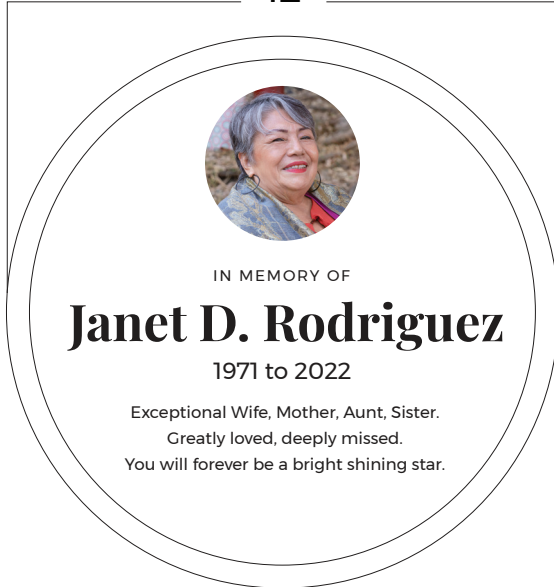 IN MEMORY OF
Janet D. Rodriguez
1971 to 2022
Exceptional Wife, Mother, Aunt, Sister.
Greatly loved, deeply missed.
You will forever be a bright shining star.